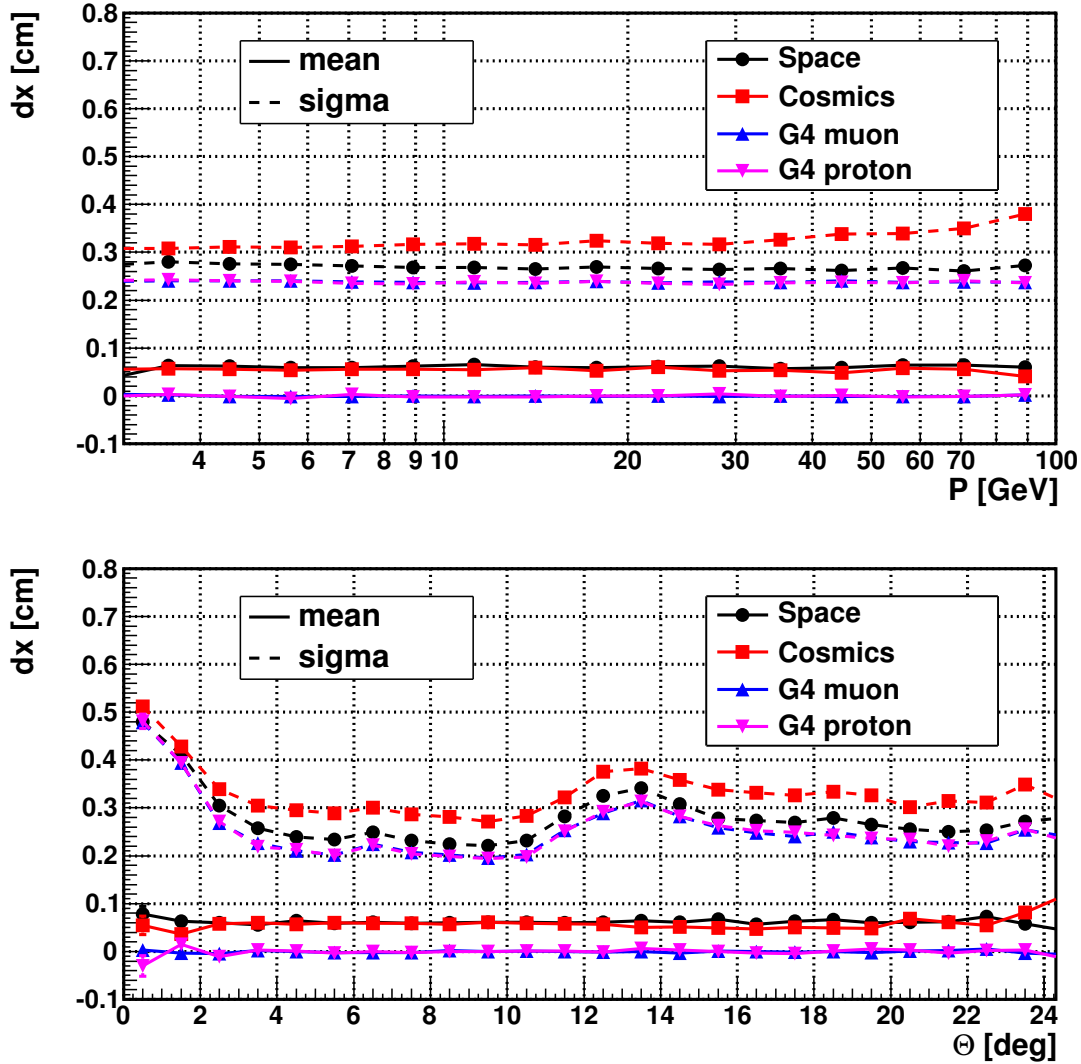 dx [cm]
0.8
0.7
0.6
0.5
0.4
0.3
0.2
0.1
0
-0.1
mean
sigma
Space
Cosmics
G4 muon
G4 proton
4 5 6 7 8 9 10 20 30 40 50 60 70 100
P [GeV]
dx [cm]
0.8
0.7
0.6
0.5
0.4
0.3
0.2
0.1
0
-0.1
mean
sigma
Space
Cosmics
G4 muon
G4 proton
0 2 4 6 8 10 12 14 16 18 20 22 24
Θ [deg]